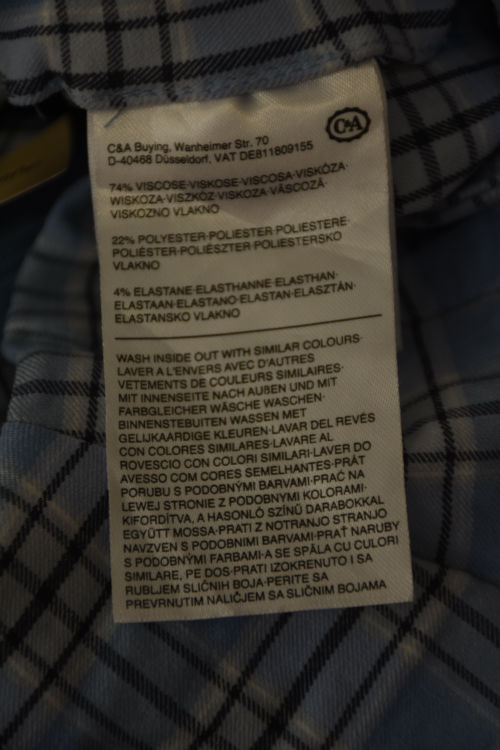 C&A Buying, Wanheimer Str. 70
D-40468 Düsseldorf. VAT DE811809155
C&A
74% VISCOSE·VISKOSE·VISCOSA·VISKÓZA·
WISKOZA·VISZKÓZ·VISKOZA·VÂSCOZĂ·
VISKOZNO VLAKNO
22% POLYESTER·POLIESTER·POLIESTERE·
POLIÉSTER·POLIÉSZTER·POLIESTERSKO
VLAKNO
4% ELASTANE·ELASTHANNE·ELASTHAN·
ELASTAAN·ELASTANO·ELASTAN·ELASZTÁN·
ELASTANSKO VLAKNO
WASH INSIDE OUT WITH SIMILAR COLOURS·
LAVER A L'ENVERS AVEC D'AUTRES
VETEMENTS DE COULEURS SIMILAIRES·
MIT INNENSEITE NACH AUßEN UND MIT
FARBGLEICHER WÄSCHE WASCHEN·
BINNENSTEBUITEN WASSEN MET
GELIJKAARDIGE KLEUREN·LAVAR DEL REVÉS
CON COLORES SIMILARES·LAVARE AL
ROVESCIO CON COLORI SIMILARI·LAVER DO
AVESSO COM CORES SEMELHANTES·PRÁT
PORUBU S PODOBNÝMI BARVAMI·PRAĆ NA
LEWEJ STRONIE Z PODOBNYMI KOLORAMI·
KIFORDÍTVA, A HASONLÓ SZÍNŰ DARABOKKAL
EGYÜTT MOSSA·PRATI Z NOTRANJO STRANJO
NAVZVEN S PODOBNIMI BARVAMI·PRAŤ NARUBY
S PODOBNÝMI FARBAMI·A SE SPĂLA CU CULORI
SIMILARE, PE DOS·PRATI IZOKRENUTO I SA
RUBLJEM SLIČNIH BOJA·PERITE SA
PREVRNUTIM NALIČJEM SA SLIČNIM BOJAMA